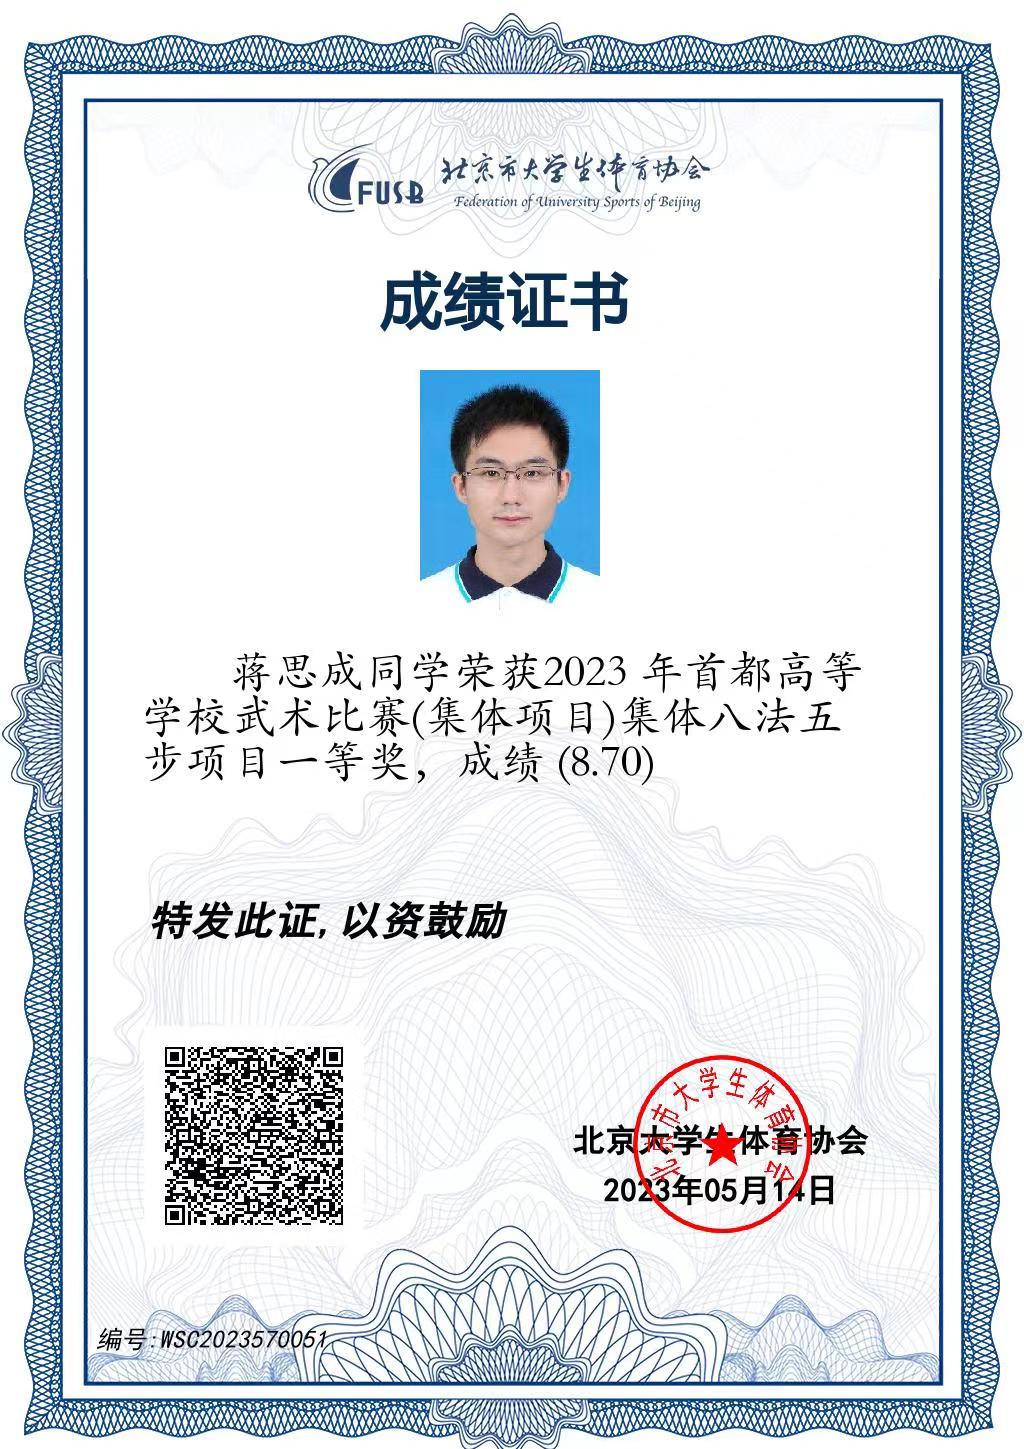 FUSB 北京市大学生体育协会
Federation of University Sports of Beijing
成绩证书
蒋思成同学荣获2023 年首都高等
学校武术比赛(集体项目)集体八法五
步项目一等奖，成绩 (8.70)
特发此证,以资鼓励
北京市大学生体育协会
北京大学生体育协会
2023年05月14日
编号:WSC2023570051